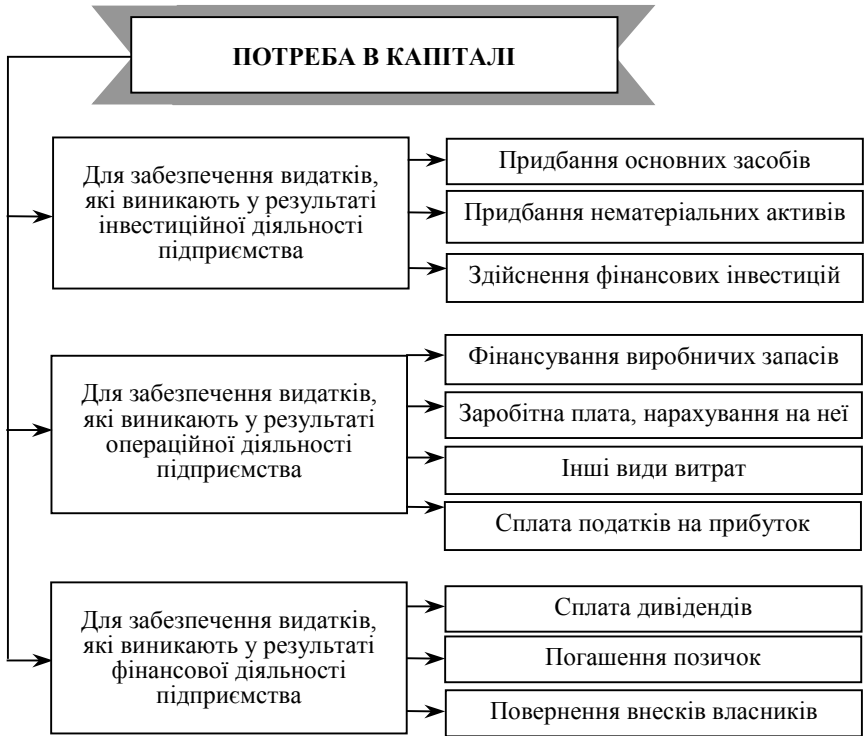 ПОТРЕБА В КАПІТАЛІ
Для забезпечення видатків,
які виникають у результаті
інвестиційної діяльності
підприємства
Придбання основних засобів
Придбання нематеріальних активів
Здійснення фінансових інвестицій
Для забезпечення видатків,
які виникають у результаті
операційної діяльності
підприємства
Фінансування виробничих запасів
Заробітна плата, нарахування на неї
Інші види витрат
Сплата податків на прибуток
Для забезпечення видатків,
які виникають у результаті
фінансової діяльності
підприємства
Сплата дивідендів
Погашення позичок
Повернення внесків власників